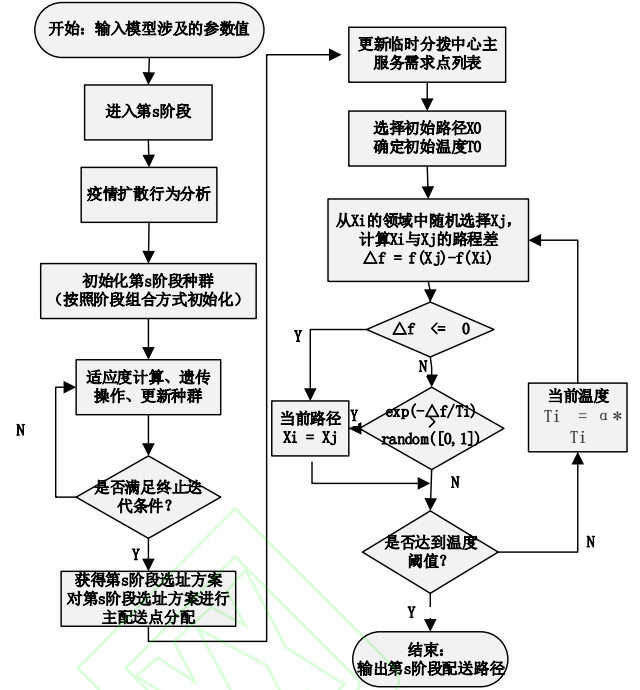 开始：输入模型涉及的参数值
进入第s阶段
疫情扩散行为分析
初始化第s阶段种群
（按照阶段组合方式初始化）
适应度计算、遗传
操作、更新种群
N
是否满足终止迭
代条件？
Y
获得第s阶段选址方案
对第s阶段选址方案进行
主配送点分配
更新临时分拨中心主
服务需求点列表
选择初始路径X0
确定初始温度T0
从Xi的领域中随机选择Xj，
计算Xi与Xj的路程差
△f = f(Xj)-f(Xi)
△f <= 0
Y
N
当前路径
Xi = Xj
Y
exp(-△f/Ti)
>
random([0,1])
N
当前温度
Ti = α*
Ti
是否达到温度
阈值？
N
Y
结束：
输出第s阶段配送路径